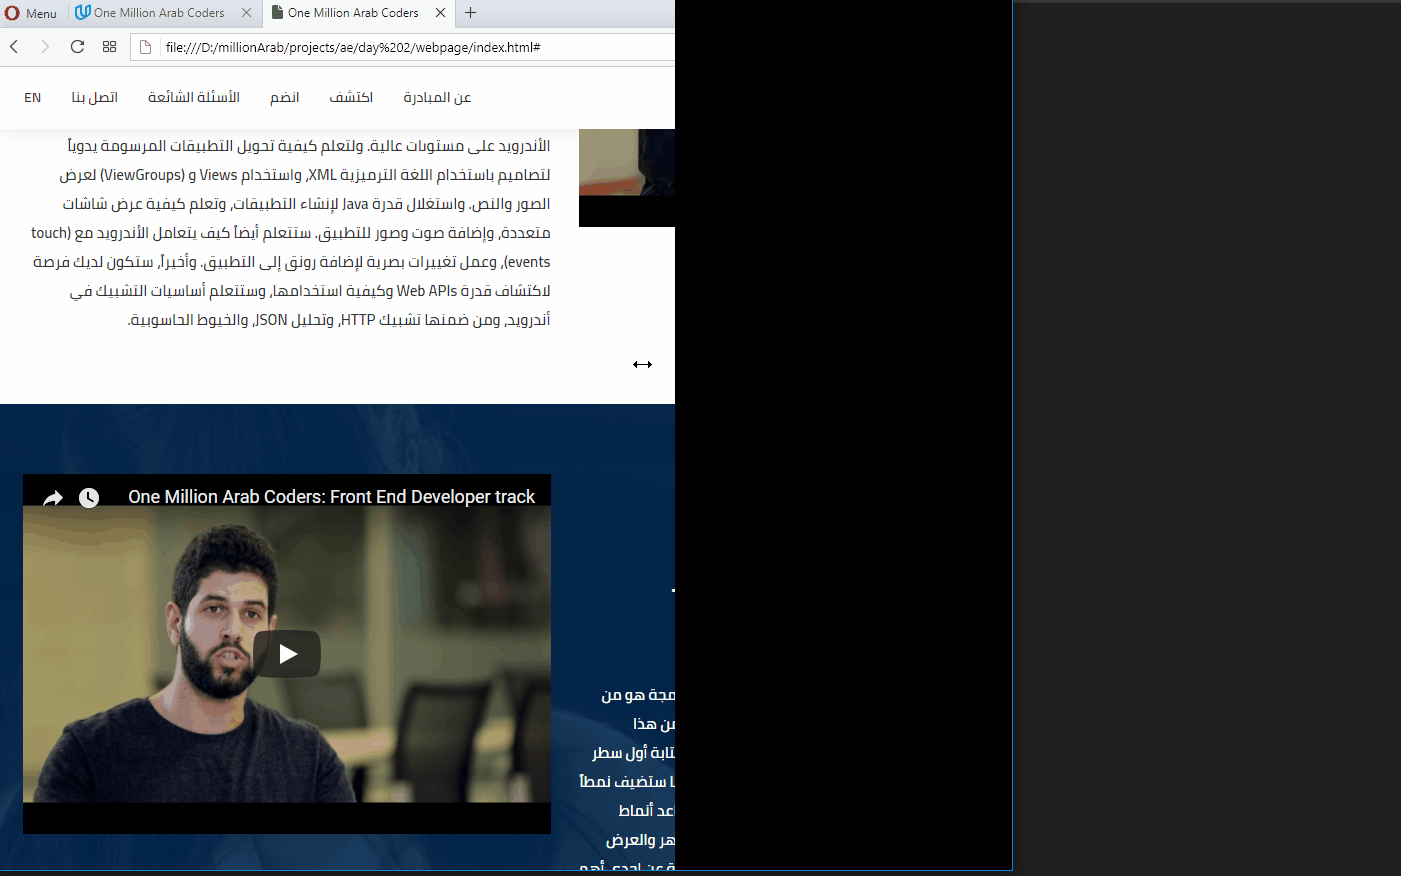 Menu
One Million Arab Coders
One Million Arab Coders
file:///D:/millionArab/projects/ae/day%202/webpage/index.html#
عن المبادرة
اكتشف
انضم
الأسئلة الشائعة
اتصل بنا
EN
الأندرويد على مستويات عالية. ولتعلم كيفية تحويل التطبيقات المرسومة يدوياً
لتصاميم باستخدام اللغة الترميزية XML، واستخدام Views و (ViewGroups) لعرض
الصور والنص. واستغلال قدرة Java لإنشاء التطبيقات، وتعلم كيفية عرض شاشات
متعددة، وإضافة صوت وصور للتطبيق. ستتعلم أيضاً كيف يتعامل الأندرويد مع (touch
events)، وعمل تغييرات بصرية لإضافة رونق إلى التطبيق. وأخيراً، ستكون لديك فرصة
لاكتشاف قدرة Web APIs وكيفية استخدامها، وستتعلم أساسيات التشبيك في
أندرويد، ومن ضمنها تشبيك HTTP، وتحليل JSON، والخيوط الحاسوبية.
One Million Arab Coders: Front End Developer track
هو من
هذا
أول سطر
ستضيف نمطاً
أنماط
والعرض